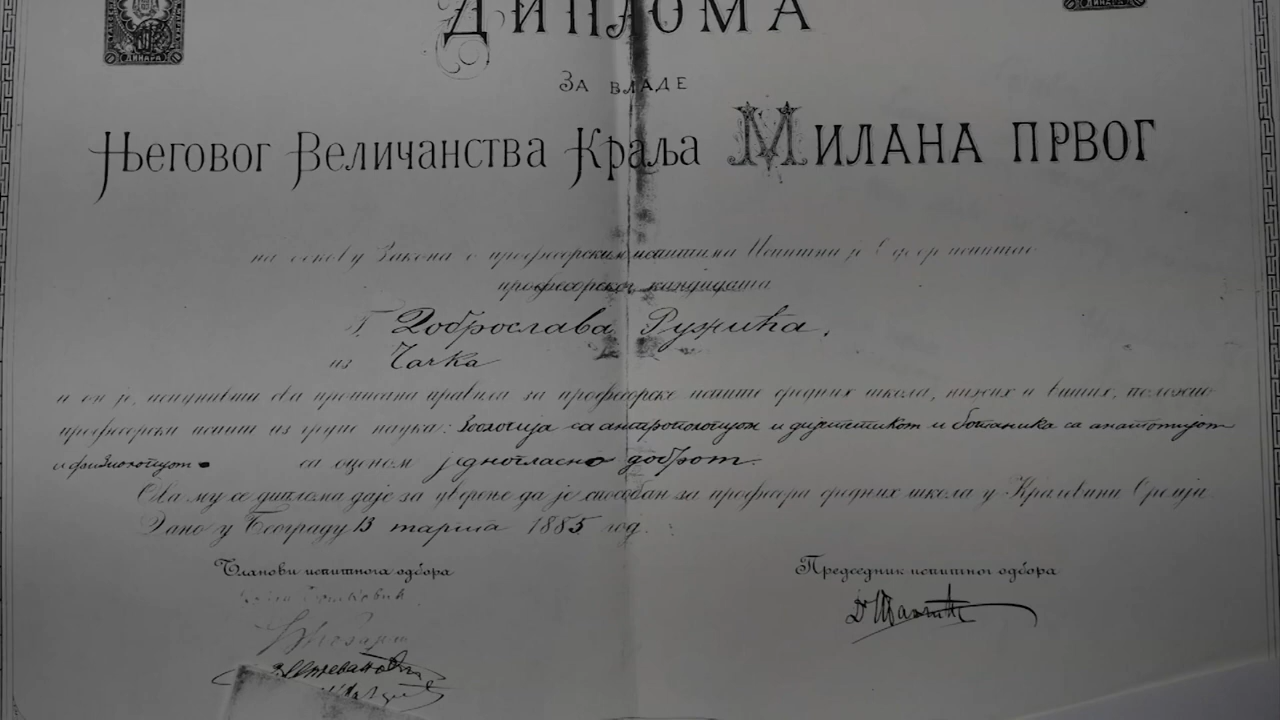 ДИНАРА
ДИНАРА
ДИПЛОМА
ЗА ВЛАДЕ
ЊЕГОВОГ ВЕЛИЧАНСТВА КРАЉА МИЛАНА ПРВОГ
на основу Закона о професорским испитима Испитни је Одбор испитао
професорског кандидата
Г. Доброслава Ружића,
из Чачка
и он је, испунивши сва прописана правила за професорске испите средњих школа, нижих и виших, положио
професорски испит из групе наука: Зоологија са антропологијом и дијететиком и ботаника са анатомијом
и физиологијом са оценом једногласно добром.
Ова му се диплома даје за уверење да је способан за професора средњих школа у Краљевини Србији
Дано у Београду 13 марта 1885 год.
Чланови испитнога одбора
Председник испитног одбора